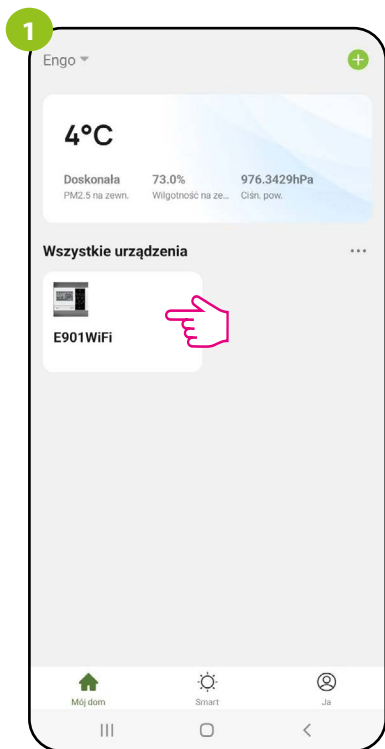 1
Engo
4°C
Doskonała 73.0% 976.3429hPa
PM2.5 na zewn. Wilgotność na ze... Ciśn. pow.
Wszystkie urządzenia
E901WiFi
Mój dom Smart Ja